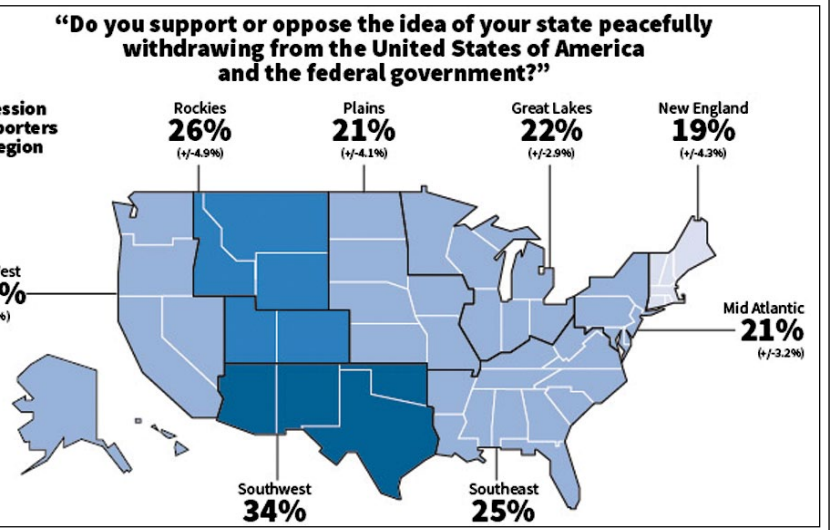 “Do you support or oppose the idea of your state peacefully
withdrawing from the United States of America
and the federal government?”
ession
porters
egion
Rockies
26%
(+/-4.9%)
Plains
21%
(+/-4.1%)
Great Lakes
22%
(+/-2.9%)
New England
19%
(+/-4.3%)
est
%
%)
Mid Atlantic
21%
(+/-3.2%)
Southwest
34%
Southeast
25%